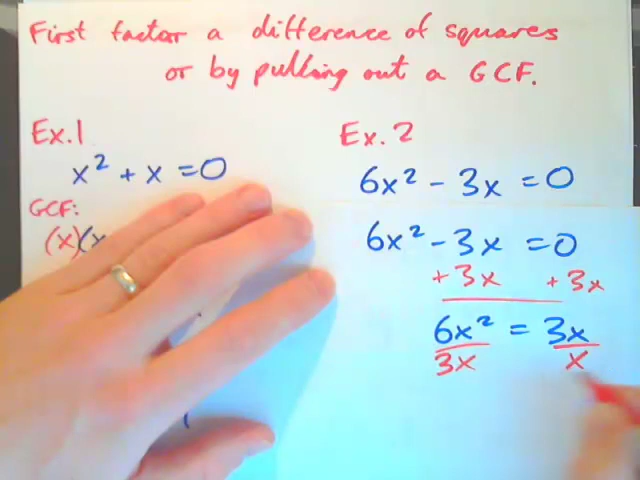 First factor a difference of squares
or by pulling out a GCF.
Ex.1
x² + x = 0
GCF:
(x)(x
Ex. 2
6x² - 3x = 0
6x² - 3x = 0
+3x +3x
6x² = 3x
3x x